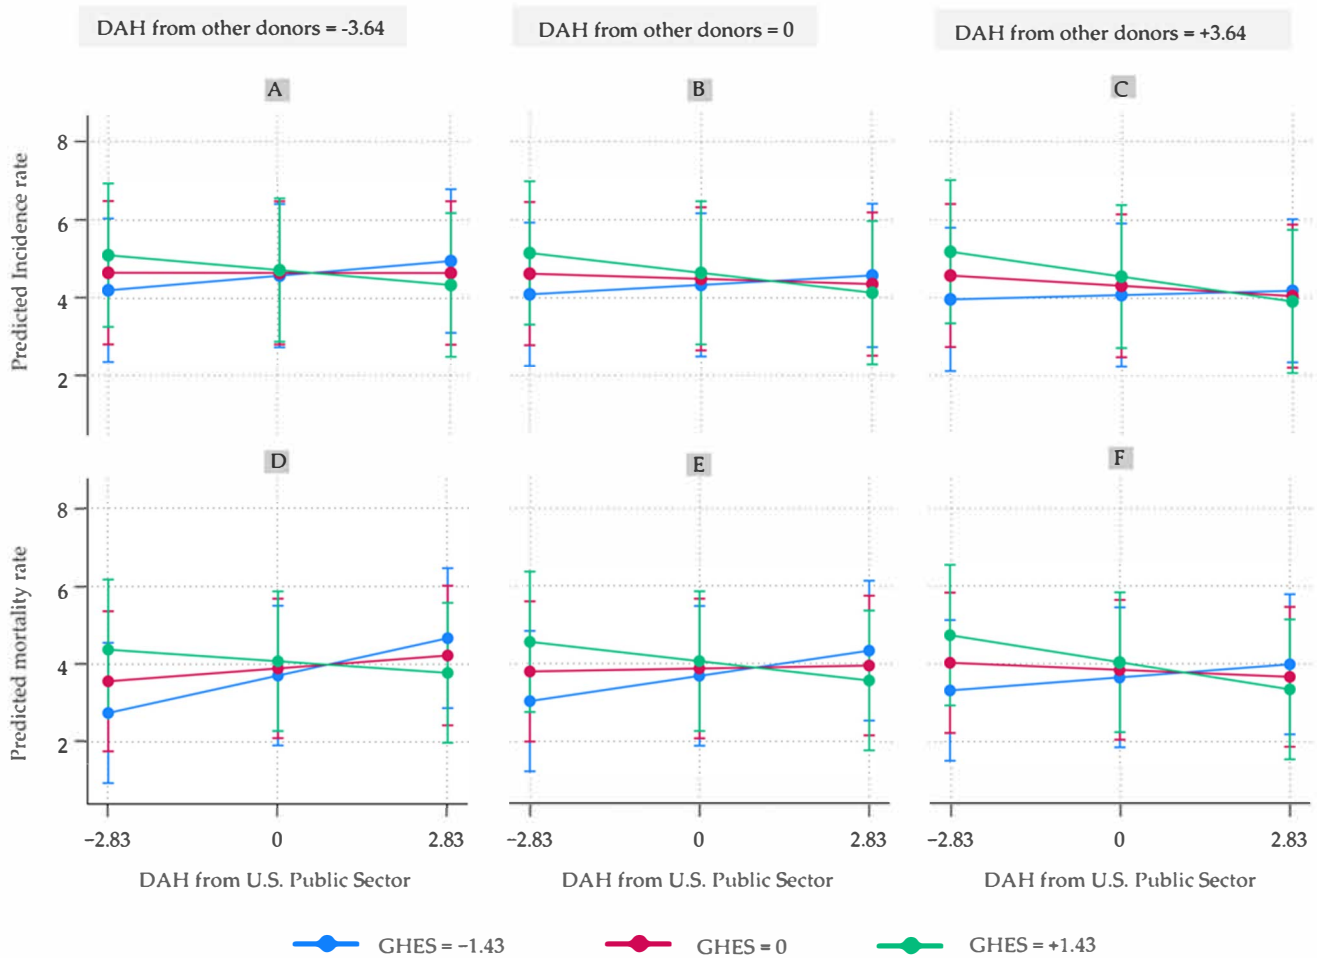 DAH from other donors = -3.64
DAH from other donors = 0
DAH from other donors = +3.64
A
B
C
Predicted Incidence rate
8
6
4
2
D
E
F
Predicted mortality rate
8
6
4
2
−2.83 0 2.83
−2.83 0 2.83
−2.83 0 2.83
DAH from U.S. Public Sector
DAH from U.S. Public Sector
DAH from U.S. Public Sector
GHES = −1.43
GHES = 0
GHES = +1.43